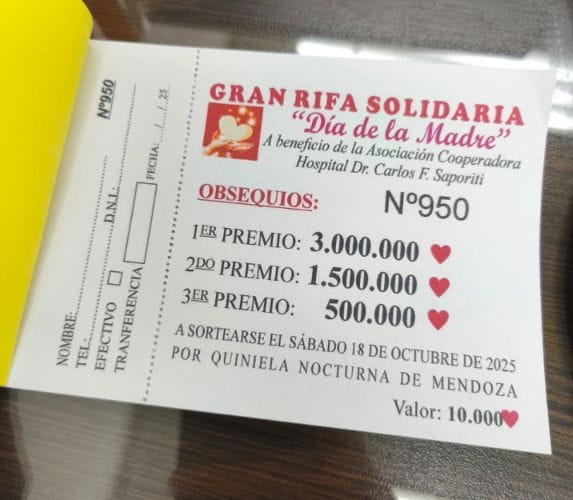 Nº950
NOMBRE:
TEL: D.N.I.:
EFECTIVO
TRANFERENCIA FECHA: / / 25
GRAN RIFA SOLIDARIA
“Día de la Madre”
A beneficio de la Asociación Cooperadora
Hospital Dr. Carlos F. Saporiti
OBSEQUIOS: Nº950
1ER PREMIO: 3.000.000
2DO PREMIO: 1.500.000
3ER PREMIO: 500.000
A SORTEARSE EL SÁBADO 18 DE OCTUBRE DE 2025
POR QUINIELA NOCTURNA DE MENDOZA
Valor: 10.000